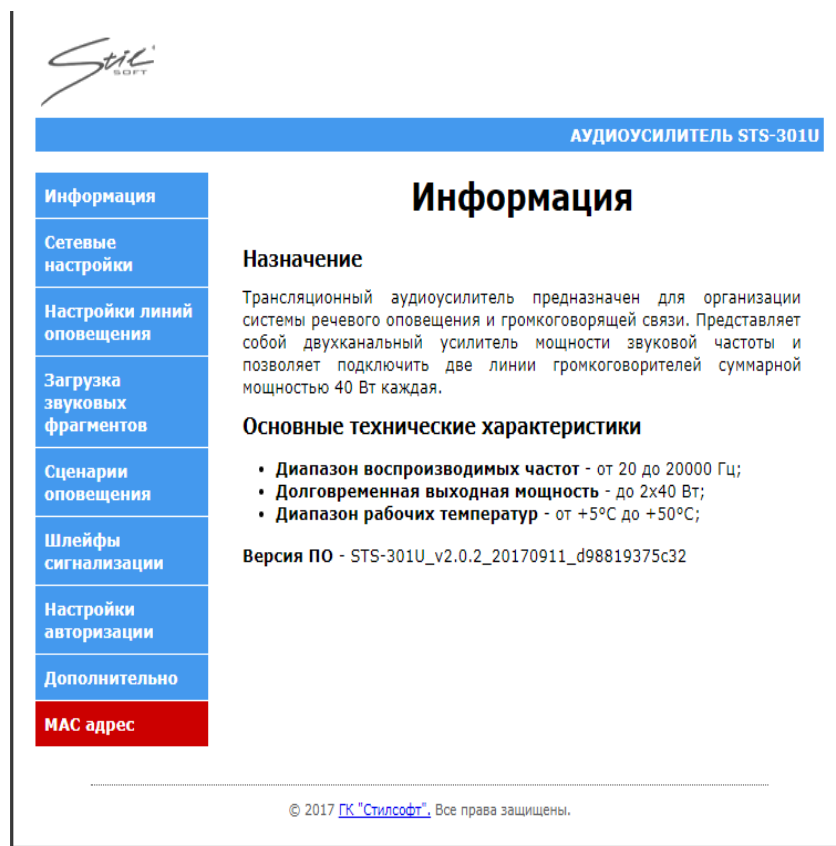 Stil
SOFT
АУДИОУСИЛИТЕЛЬ STS-301U
Информация
Сетевые
настройки
Настройки линий
оповещения
Загрузка
звуковых
фрагментов
Сценарии
оповещения
Шлейфы
сигнализации
Настройки
авторизации
Дополнительно
MAC адрес
Информация
Назначение
Трансляционный аудиоусилитель предназначен для организации
системы речевого оповещения и громкоговорящей связи. Представляет
собой двухканальный усилитель мощности звуковой частоты и
позволяет подключить две линии громкоговорителей суммарной
мощностью 40 Вт каждая.
Основные технические характеристики
• Диапазон воспроизводимых частот - от 20 до 20000 Гц;
• Долговременная выходная мощность - до 2x40 Вт;
• Диапазон рабочих температур - от +5ºС до +50ºС;
Версия ПО - STS-301U_v2.0.2_20170911_d98819375c32
© 2017 ГК "Стилсофт". Все права защищены.